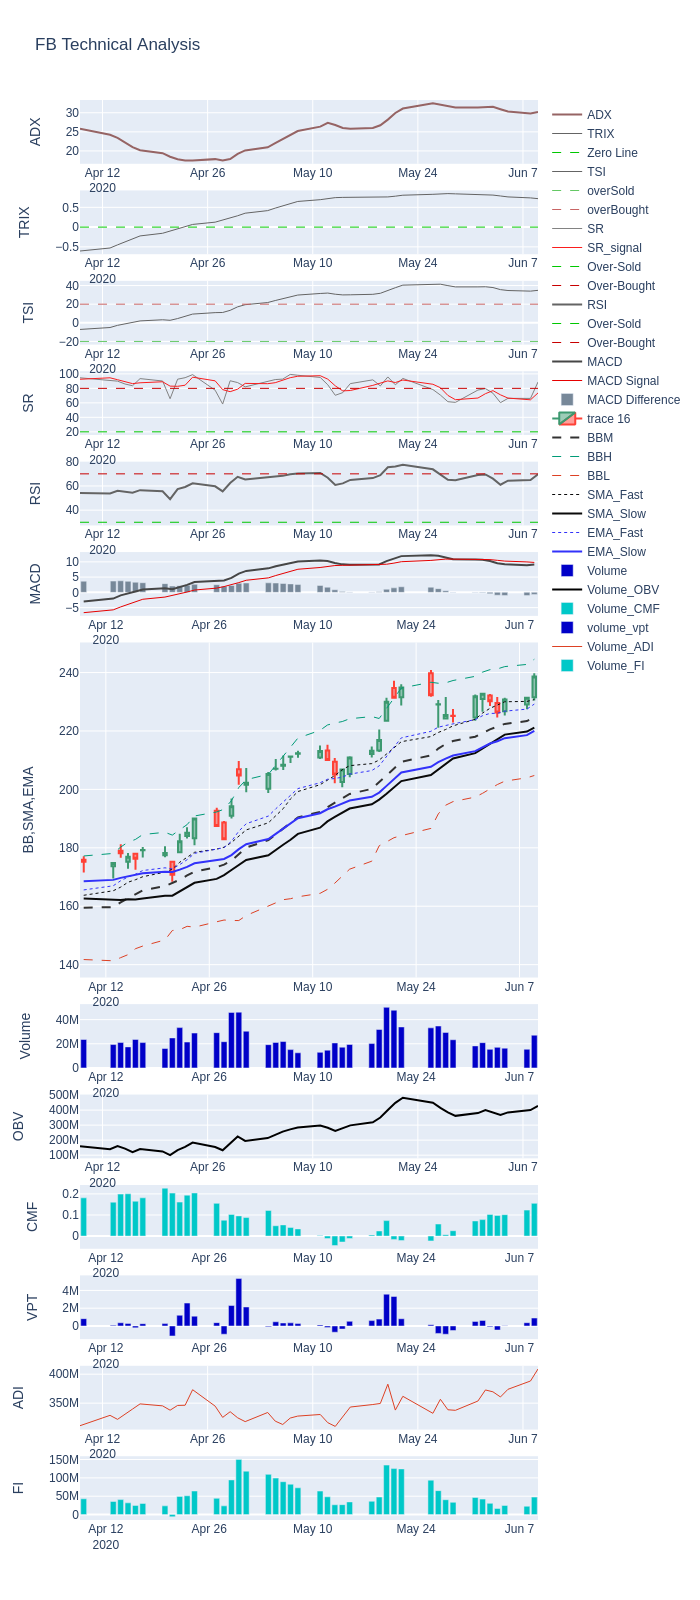 FB Technical Analysis
ADX
30
25
20
Apr 12
2020
Apr 26
May 10
May 24
Jun 7
TRIX
0.5
0
−0.5
Apr 12
2020
Apr 26
May 10
May 24
Jun 7
TSI
40
20
0
−20
Apr 12
2020
Apr 26
May 10
May 24
Jun 7
SR
100
80
60
40
20
Apr 12
2020
Apr 26
May 10
May 24
Jun 7
RSI
80
60
40
Apr 12
2020
Apr 26
May 10
May 24
Jun 7
MACD
10
5
0
−5
Apr 12
2020
Apr 26
May 10
May 24
Jun 7
BB,SMA,EMA
240
220
200
180
160
140
Apr 12
2020
Apr 26
May 10
May 24
Jun 7
Volume
40M
20M
0
Apr 12
2020
Apr 26
May 10
May 24
Jun 7
OBV
500M
400M
300M
200M
100M
Apr 12
2020
Apr 26
May 10
May 24
Jun 7
CMF
0.2
0.1
0
Apr 12
2020
Apr 26
May 10
May 24
Jun 7
VPT
4M
2M
0
Apr 12
2020
Apr 26
May 10
May 24
Jun 7
ADI
400M
350M
Apr 12
2020
Apr 26
May 10
May 24
Jun 7
FI
150M
100M
50M
0
Apr 12
2020
Apr 26
May 10
May 24
Jun 7
ADX
TRIX
Zero Line
TSI
overSold
overBought
SR
SR_signal
Over-Sold
Over-Bought
RSI
Over-Sold
Over-Bought
MACD
MACD Signal
MACD Difference
trace 16
BBM
BBH
BBL
SMA_Fast
SMA_Slow
EMA_Fast
EMA_Slow
Volume
Volume_OBV
Volume_CMF
volume_vpt
Volume_ADI
Volume_FI